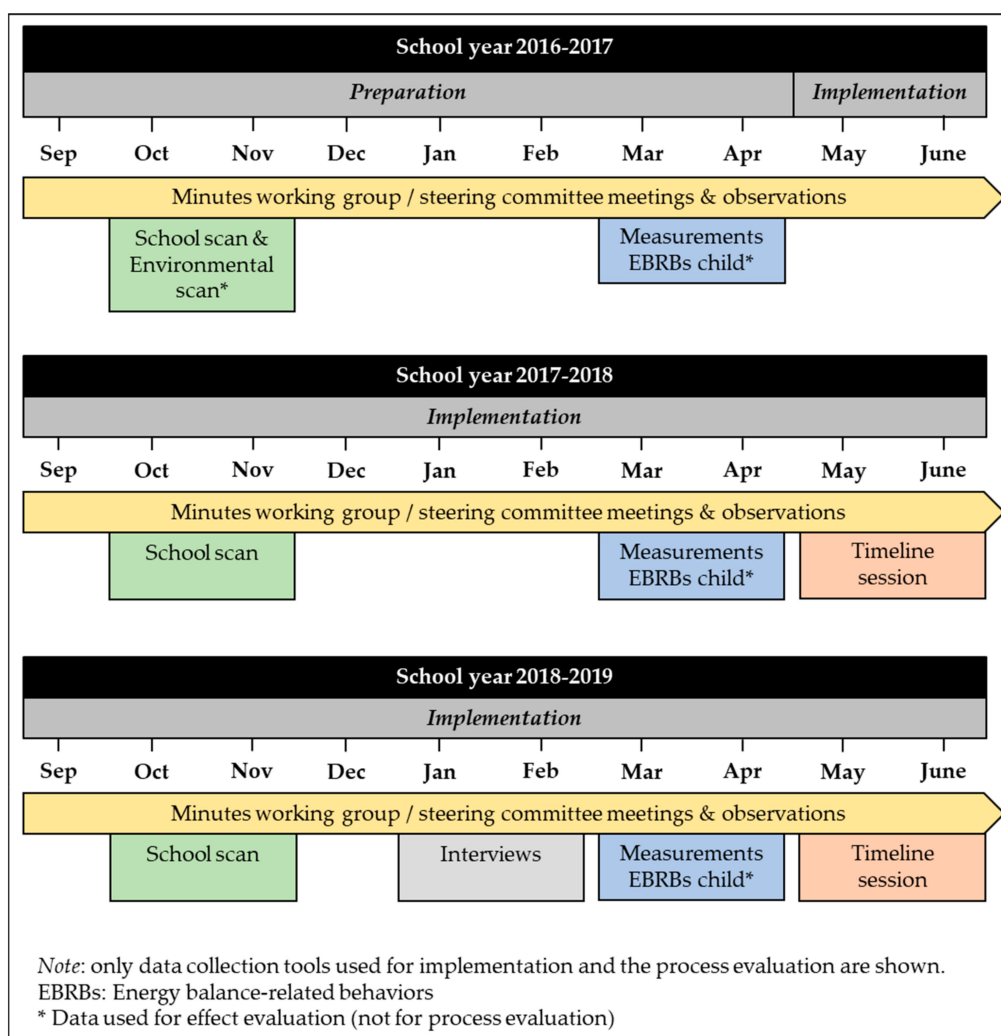 School year 2016-2017
Preparation Implementation
Sep Oct Nov Dec Jan Feb Mar Apr May June
Minutes working group / steering committee meetings & observations
School scan &
Environmental
scan*
Measurements
EBRBs child*
School year 2017-2018
Implementation
Sep Oct Nov Dec Jan Feb Mar Apr May June
Minutes working group / steering committee meetings & observations
School scan
Measurements
EBRBs child*
Timeline
session
School year 2018-2019
Implementation
Sep Oct Nov Dec Jan Feb Mar Apr May June
Minutes working group / steering committee meetings & observations
School scan
Interviews
Measurements
EBRBs child*
Timeline
session
Note: only data collection tools used for implementation and the process evaluation are shown.
EBRBs: Energy balance-related behaviors
* Data used for effect evaluation (not for process evaluation)